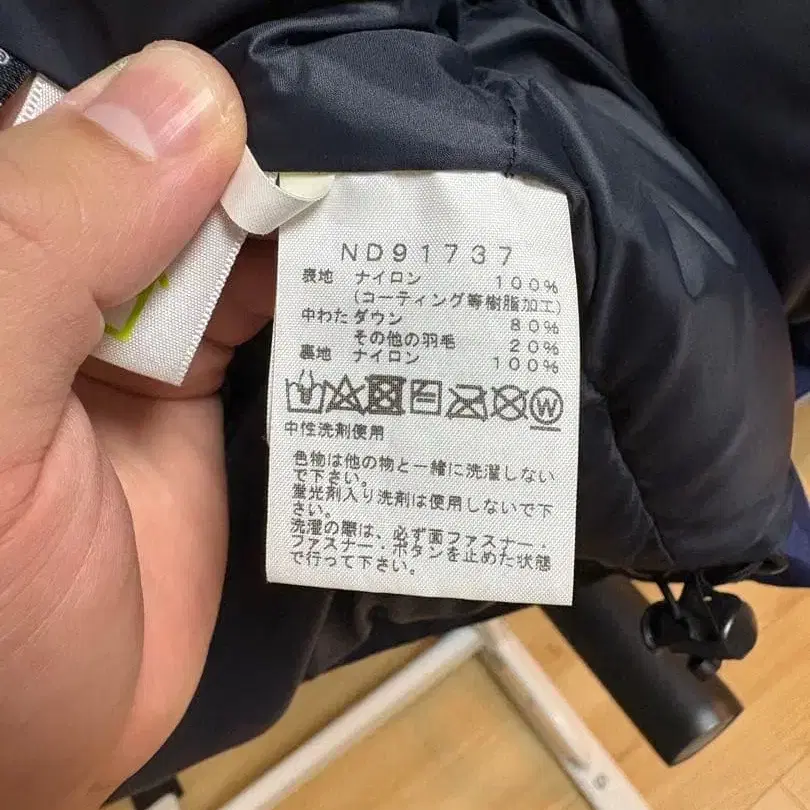 ND91737
表地 ナイロン 100%
(コーティング等樹脂加工)
中わた ダウン 80%
その他の羽毛 20%
裏地 ナイロン 100%
W
中性洗剤使用
色物は他の物と一緒に洗濯しない
で下さい。
蛍光剤入り洗剤は使用しないで下
さい。
洗濯の際は、必ず面ファスナー・
ファスナー・ボタンを止めた状態
で行って下さい。